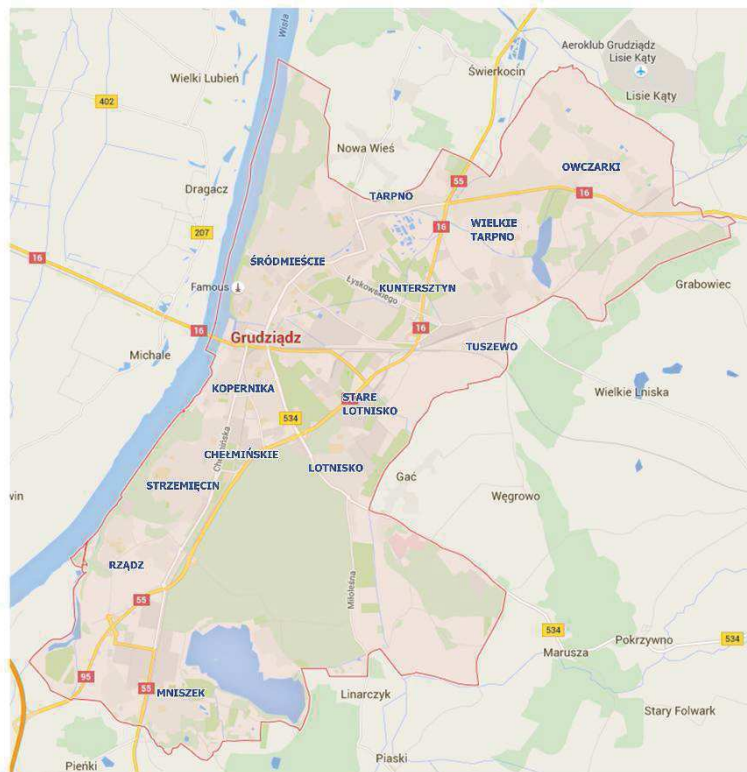 Wisła
Aeroklub Grudziądz
Lisie Kąty
Świerkocin
Wielki Lubień
Lisie Kąty
402
Nowa Wieś
OWCZARKI
55
Dragacz
TARPNO
16
207
16
WIELKIE
TARPNO
16
ŚRÓDMIEŚCIE
Famous
Łyskowskiego
KUNTERSZTYN
Grabowiec
16
16
Grudziądz
TUSZEWO
Michale
KOPERNIKA
STARE
LOTNISKO
Wielkie Lniska
534
Chełmińska
CHEŁMIŃSKIE
LOTNISKO
STRZEMIĘCIN
Gać
Węgrowo
win
RZĄDZ
55
Miłoleśna
534
Pokrzywno
534
Marusza
95
55
MNISZEK
Linarczyk
Stary Folwark
Pieńki
Piaski